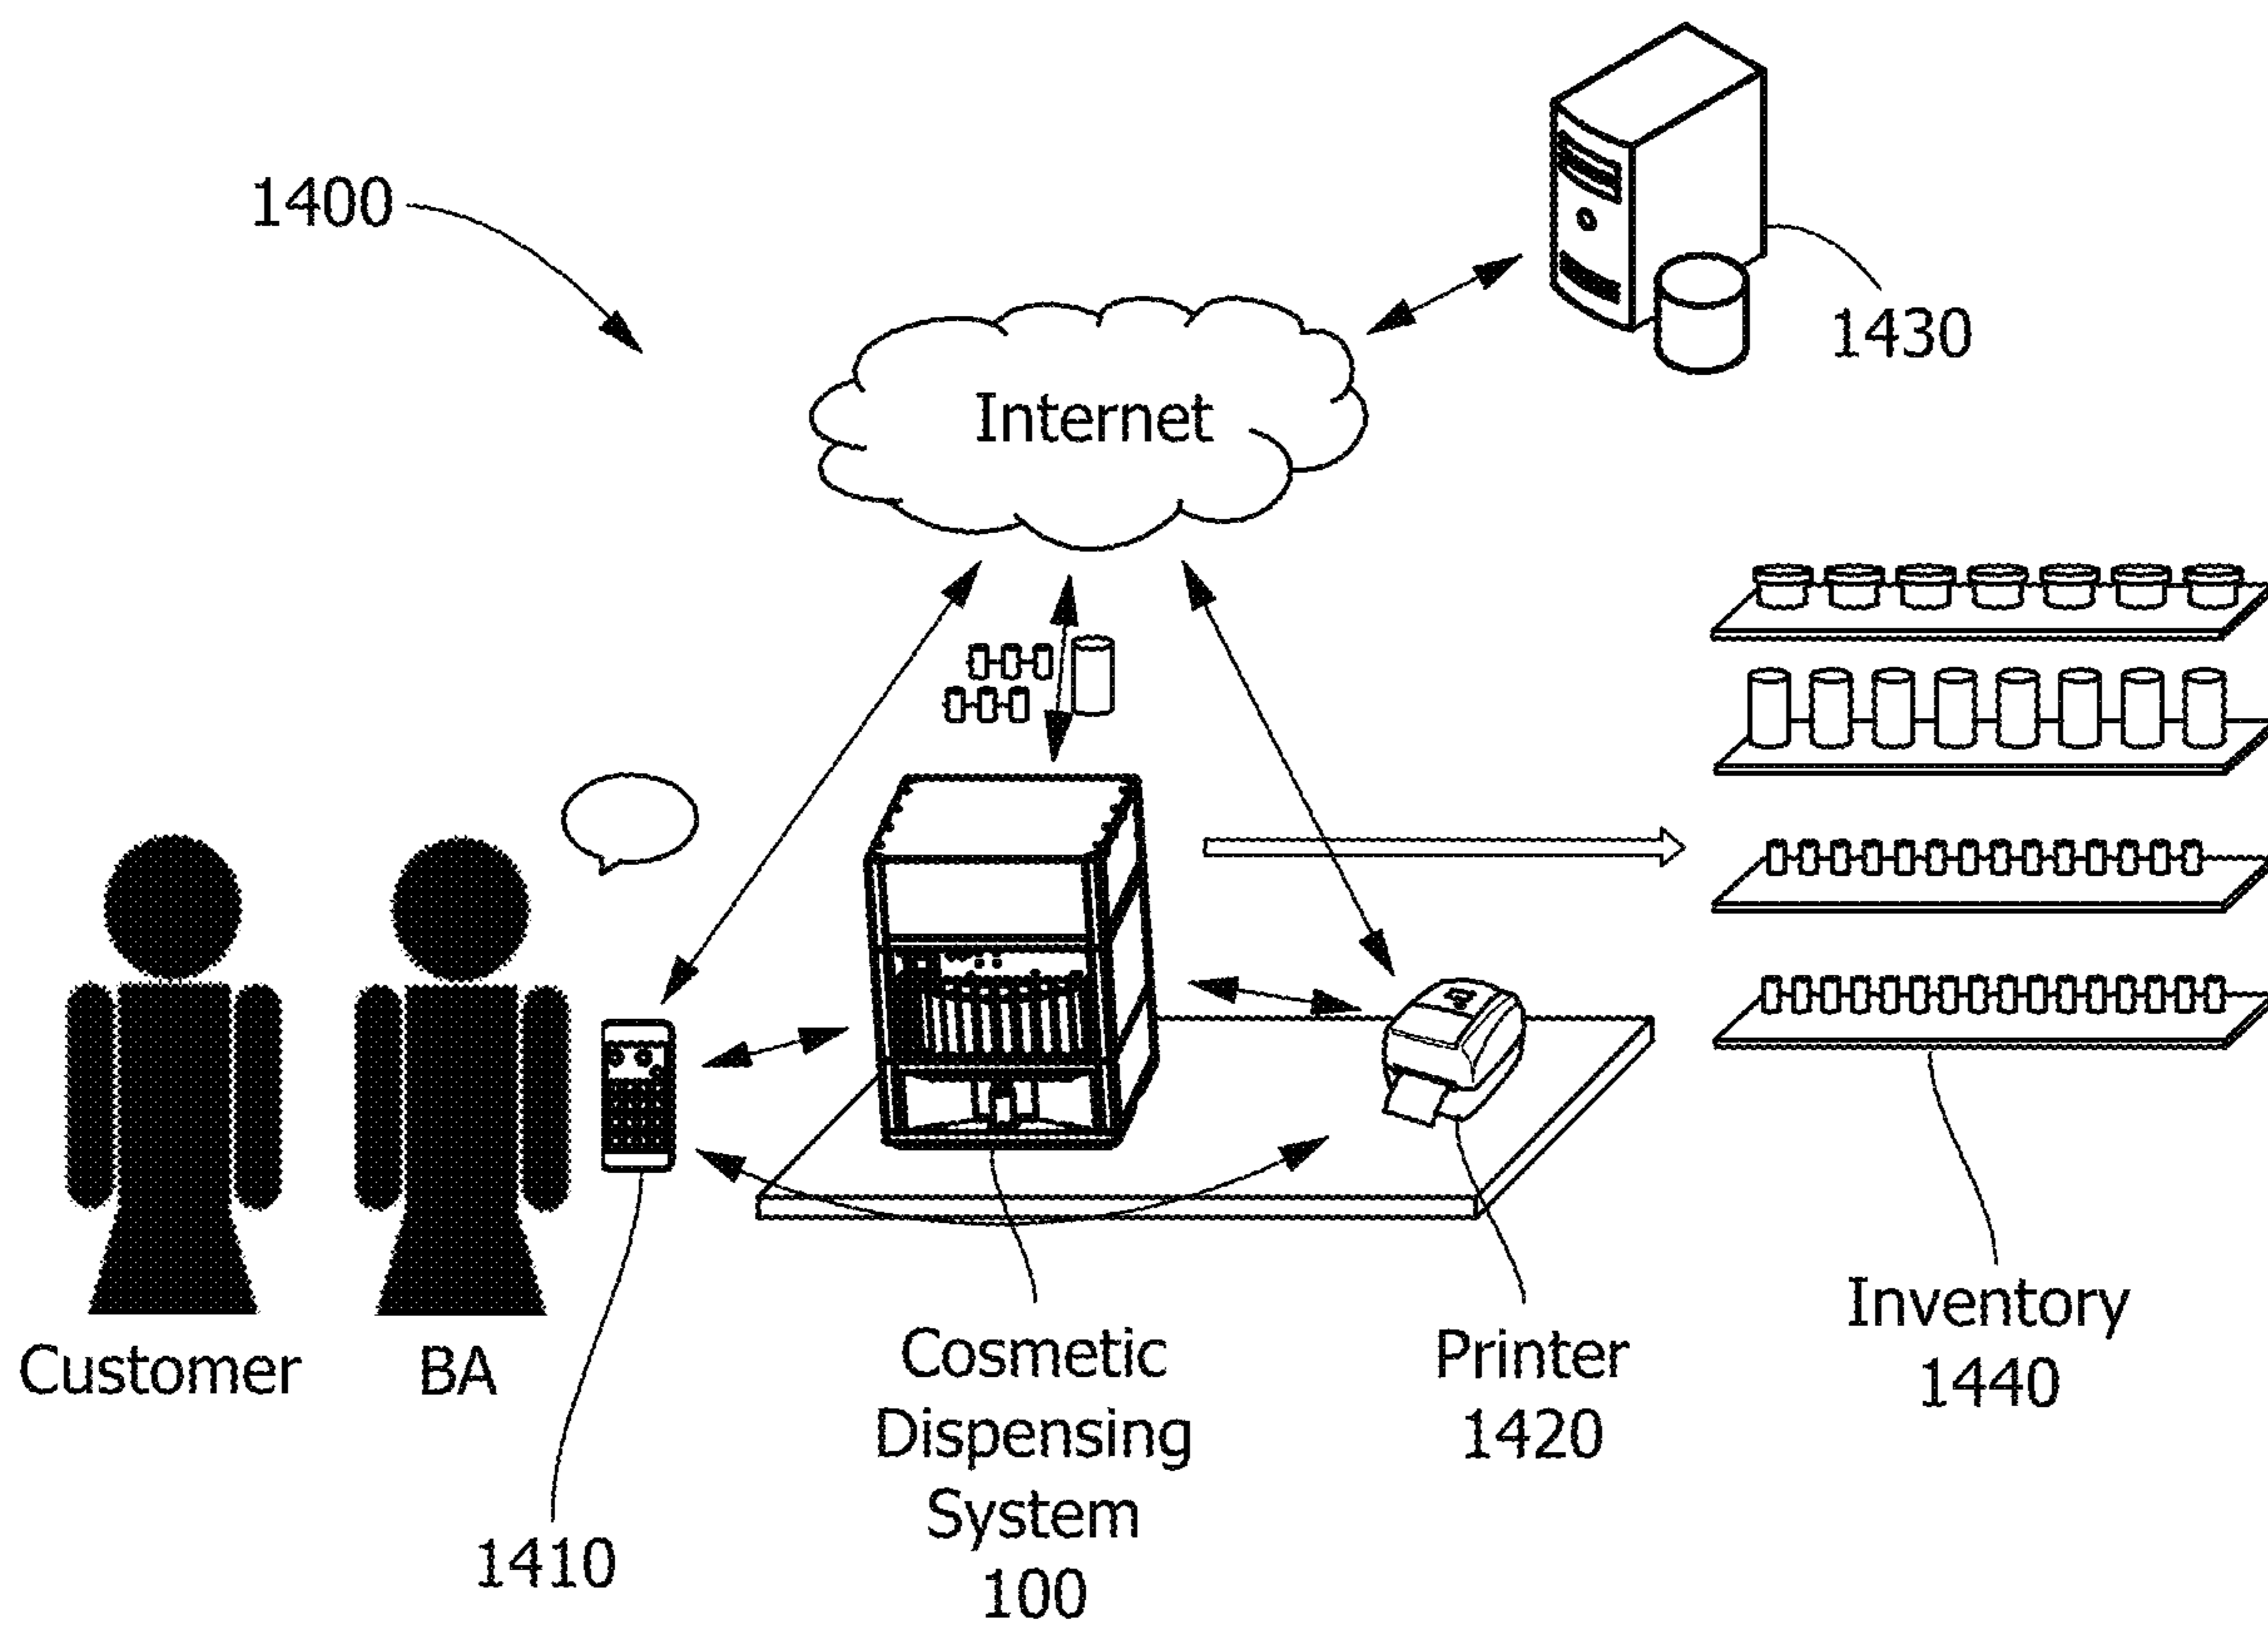 1400
1430
Internet
Customer
BA
1410
Cosmetic
Dispensing
System
100
Printer
1420
Inventory
1440